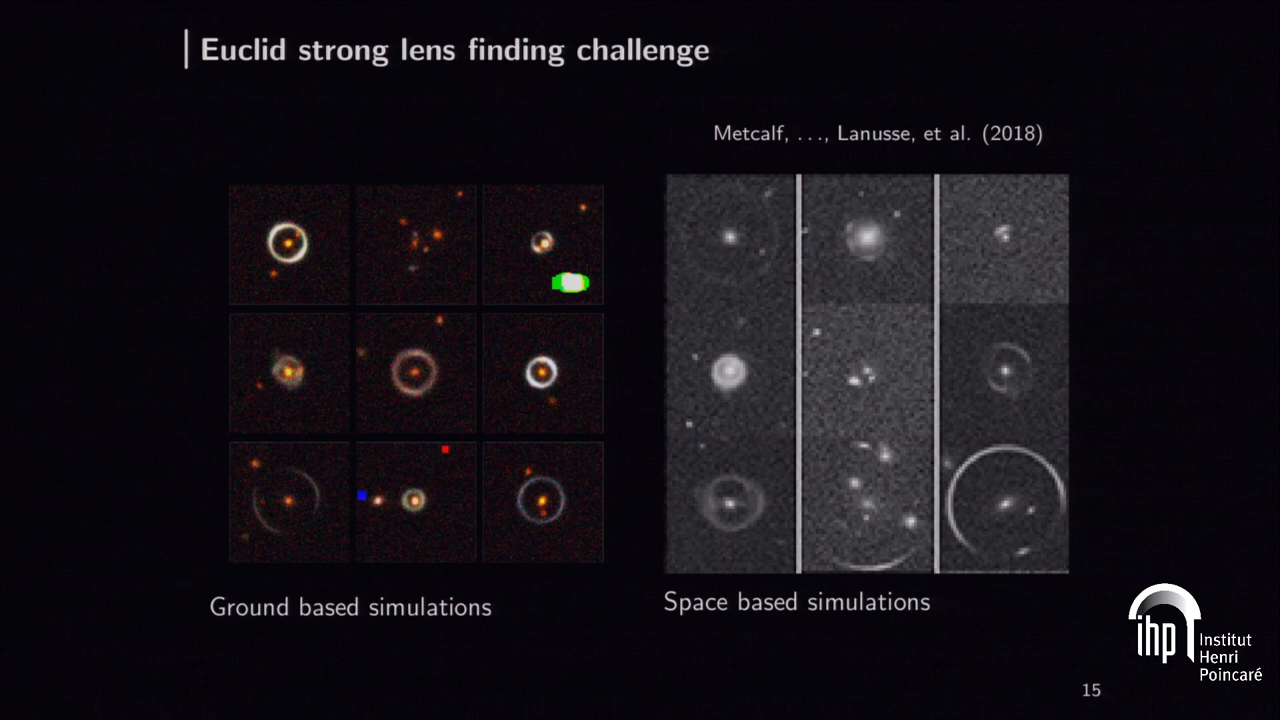 Euclid strong lens finding challenge
Metcalf, ..., Lanusse, et al. (2018)
Ground based simulations
Space based simulations
ihp
Institut
Henri
Poincaré
15